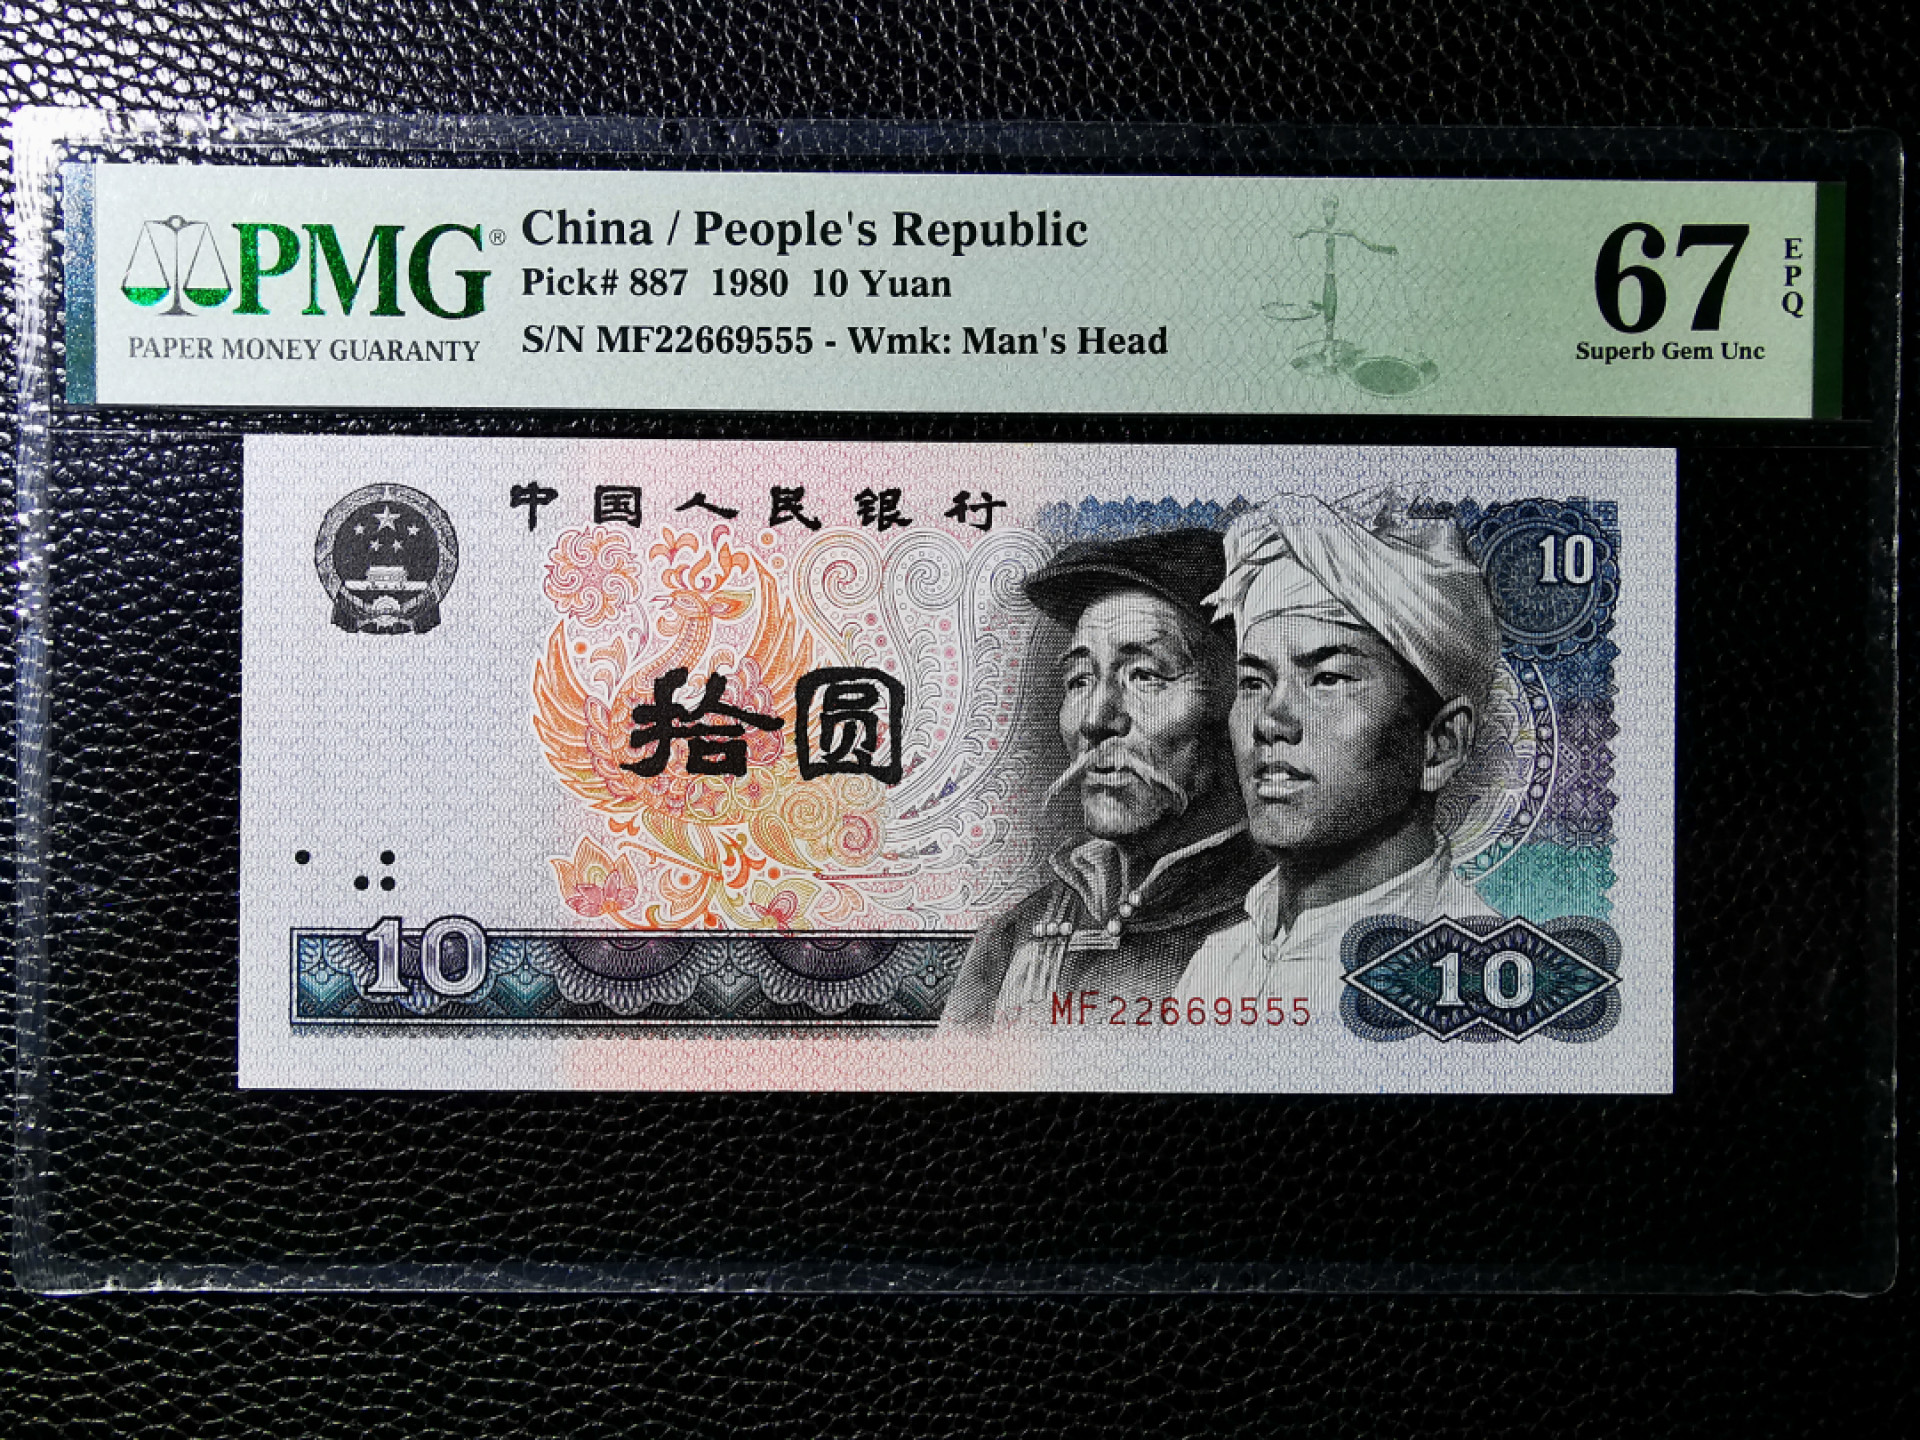 PMG®
PAPER MONEY GUARANTY
China / People's Republic
Pick# 887 1980 10 Yuan
S/N MF22669555 - Wmk: Man's Head
67
EPQ
Superb Gem Unc
中国人民银行
10
拾圆
10
MF22669555
10